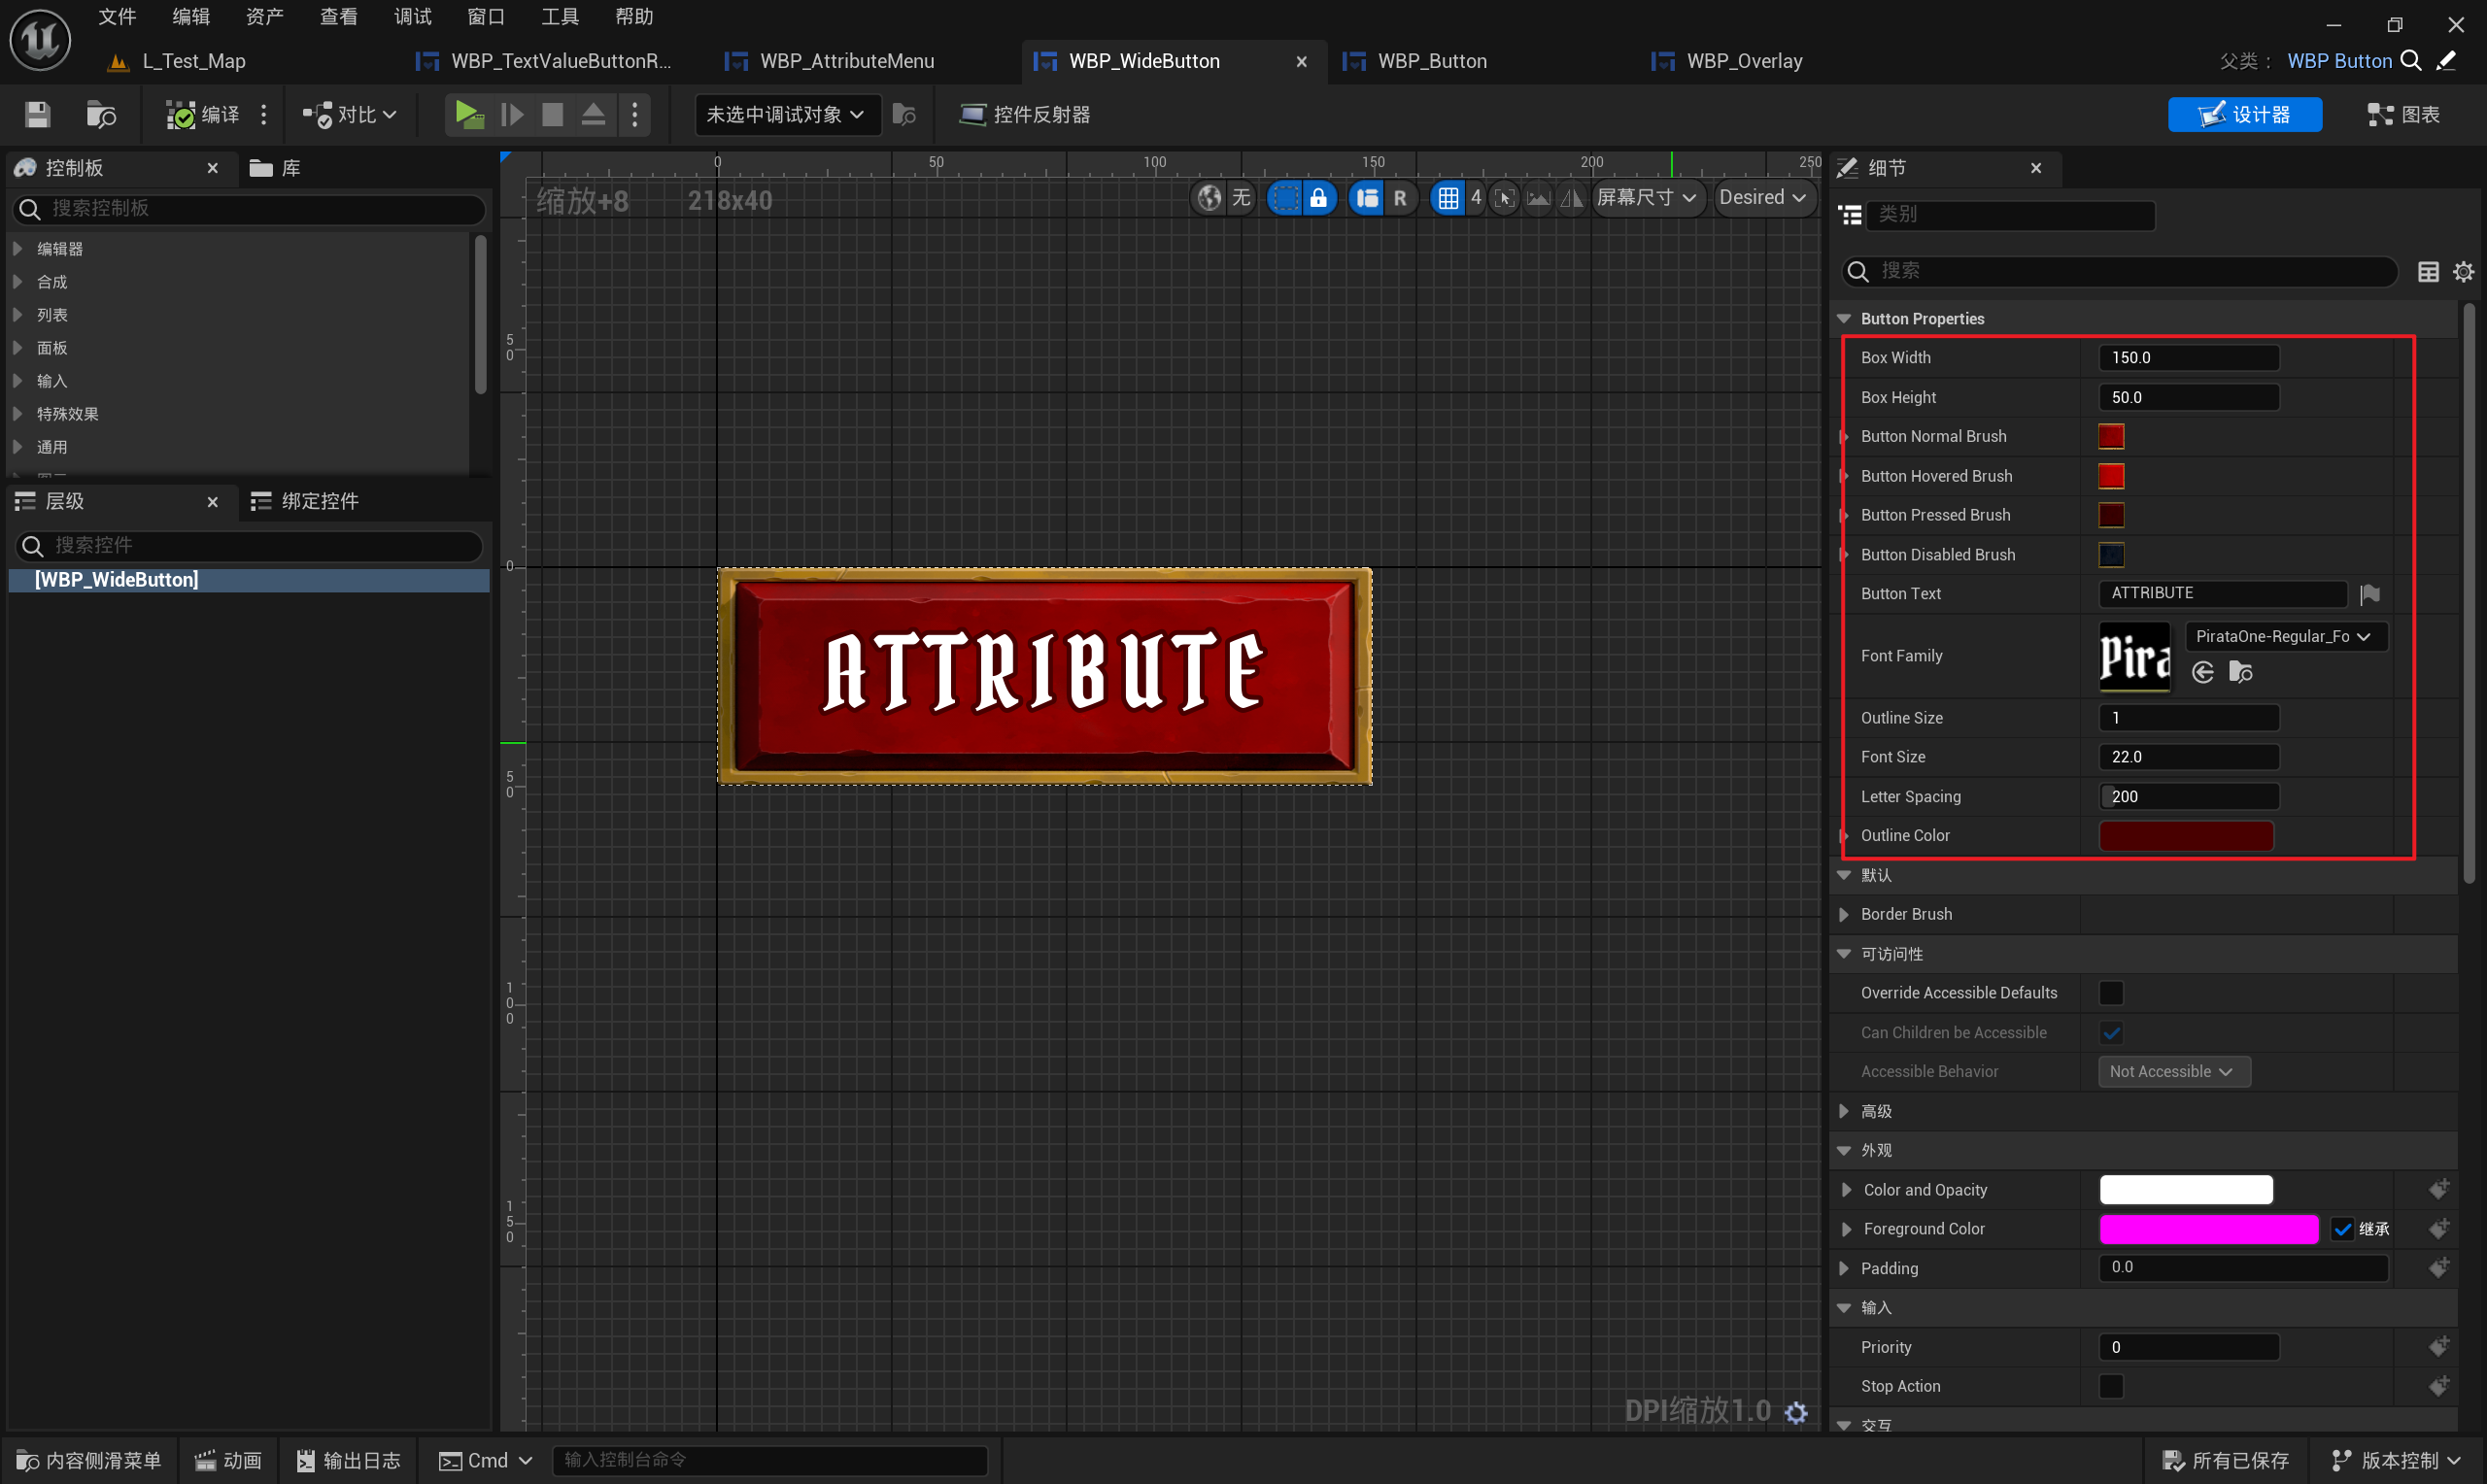 文件 编辑 资产 查看 调试 窗口 工具 帮助
L_Test_Map WBP_TextValueButtonR... WBP_AttributeMenu WBP_WideButton WBP_Button WBP_Overlay 父类： WBP Button
编译 对比 未选中调试对象 控件反射器 设计器 图表
控制板 库
搜索控制板
编辑器
合成
列表
面板
输入
特殊效果
通用
层级 绑定控件
搜索控件
[WBP_WideButton]
0 50 100 150 200 250
缩放+8 218x40 无 R 4 屏幕尺寸 Desired
50
0
50
100
150
ATTRIBUTE
DPI缩放1.0
细节
类别
搜索
Button Properties
Box Width 150.0
Box Height 50.0
Button Normal Brush
Button Hovered Brush
Button Pressed Brush
Button Disabled Brush
Button Text ATTRIBUTE
Font Family Pira PirataOne-Regular_Fo
Outline Size 1
Font Size 22.0
Letter Spacing 200
Outline Color
默认
Border Brush
可访问性
Override Accessible Defaults
Can Children be Accessible
Accessible Behavior Not Accessible
高级
外观
Color and Opacity
Foreground Color 继承
Padding 0.0
输入
Priority 0
Stop Action
交互
内容侧滑菜单 动画 输出日志 Cmd 输入控制台命令 所有已保存 版本控制